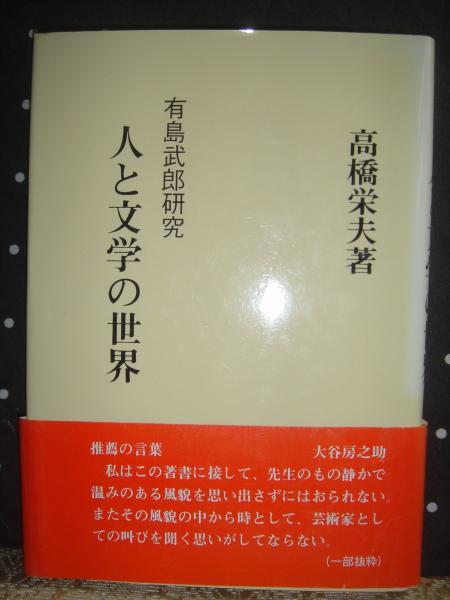 高橋栄夫著
有島武郎研究
人と文学の世界
推薦の言葉 大谷房之助
私はこの著書に接して、先生のもの静かで
温みのある風貌を思い出さずにはおられない。
またその風貌の中から時として、芸術家とし
ての叫びを聞く思いがしてならない。
(一部抜粋)